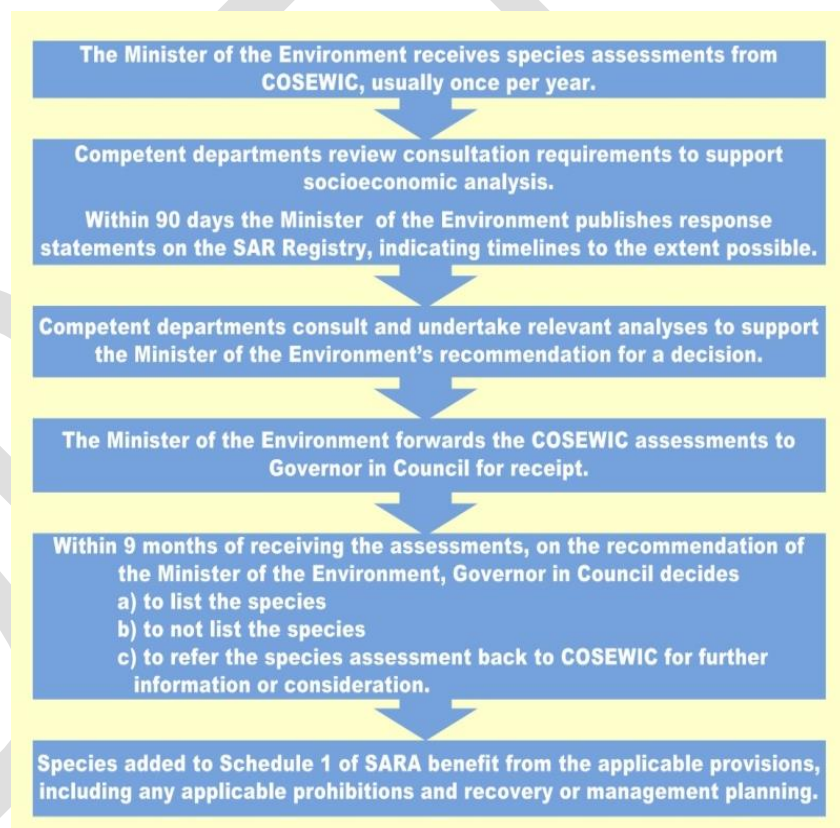 The Minister of the Environment receives species assessments from
COSEWIC, usually once per year.
Competent departments review consultation requirements to support
socioeconomic analysis.
Within 90 days the Minister of the Environment publishes response
statements on the SAR Registry, indicating timelines to the extent possible.
Competent departments consult and undertake relevant analyses to support
the Minister of the Environment's recommendation for a decision.
The Minister of the Environment forwards the COSEWIC assessments to
Governor in Council for receipt.
Within 9 months of receiving the assessments, on the recommendation of
the Minister of the Environment, Governor in Council decides
a) to list the species
b) to not list the species
c) to refer the species assessment back to COSEWIC for further
information or consideration.
Species added to Schedule 1 of SARA benefit from the applicable provisions,
including any applicable prohibitions and recovery or management planning.